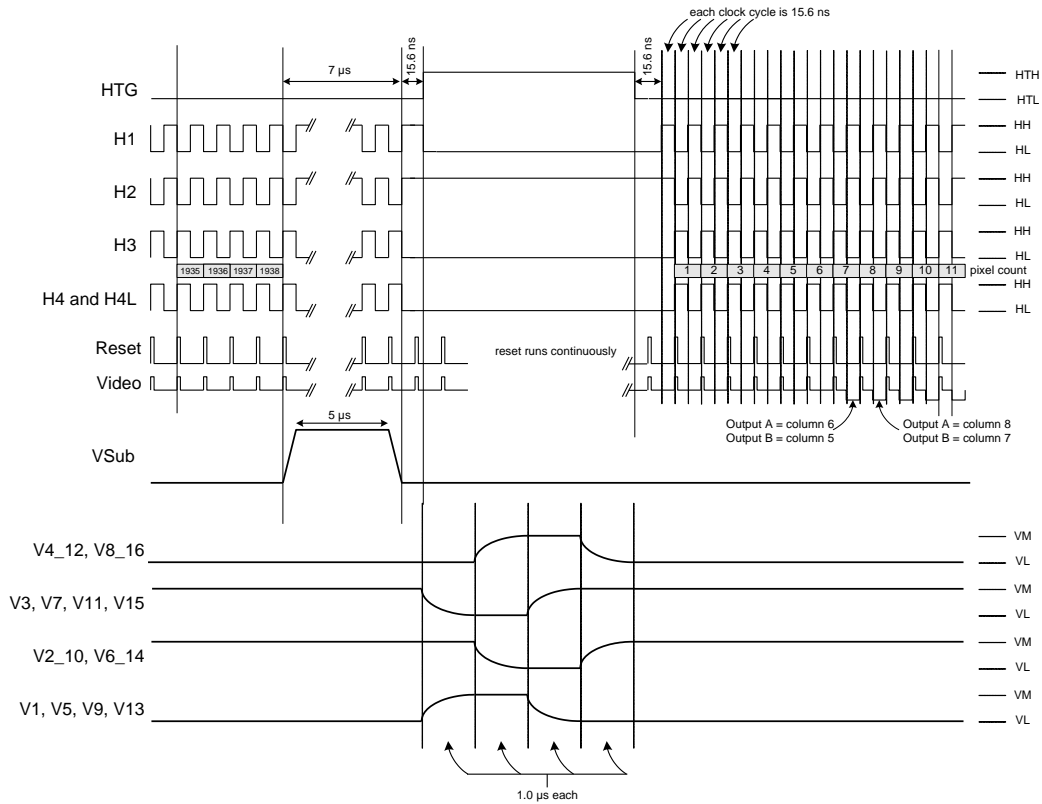 each clock cycle is 15.6 ns
7 µs
15.6 ns
15.6 ns
HTG
HTH
HTL
H1
HH
HL
H2
HH
HL
H3
HH
HL
1935 1936 1937 1938
1 2 3 4 5 6 7 8 9 10 11 pixel count
H4 and H4L
HH
HL
Reset
reset runs continuously
Video
Output A = column 6
Output B = column 5
Output A = column 8
Output B = column 7
5 µs
VSub
V4_12, V8_16
VM
VL
V3, V7, V11, V15
VM
VL
V2_10, V6_14
VM
VL
V1, V5, V9, V13
VM
VL
1.0 µs each